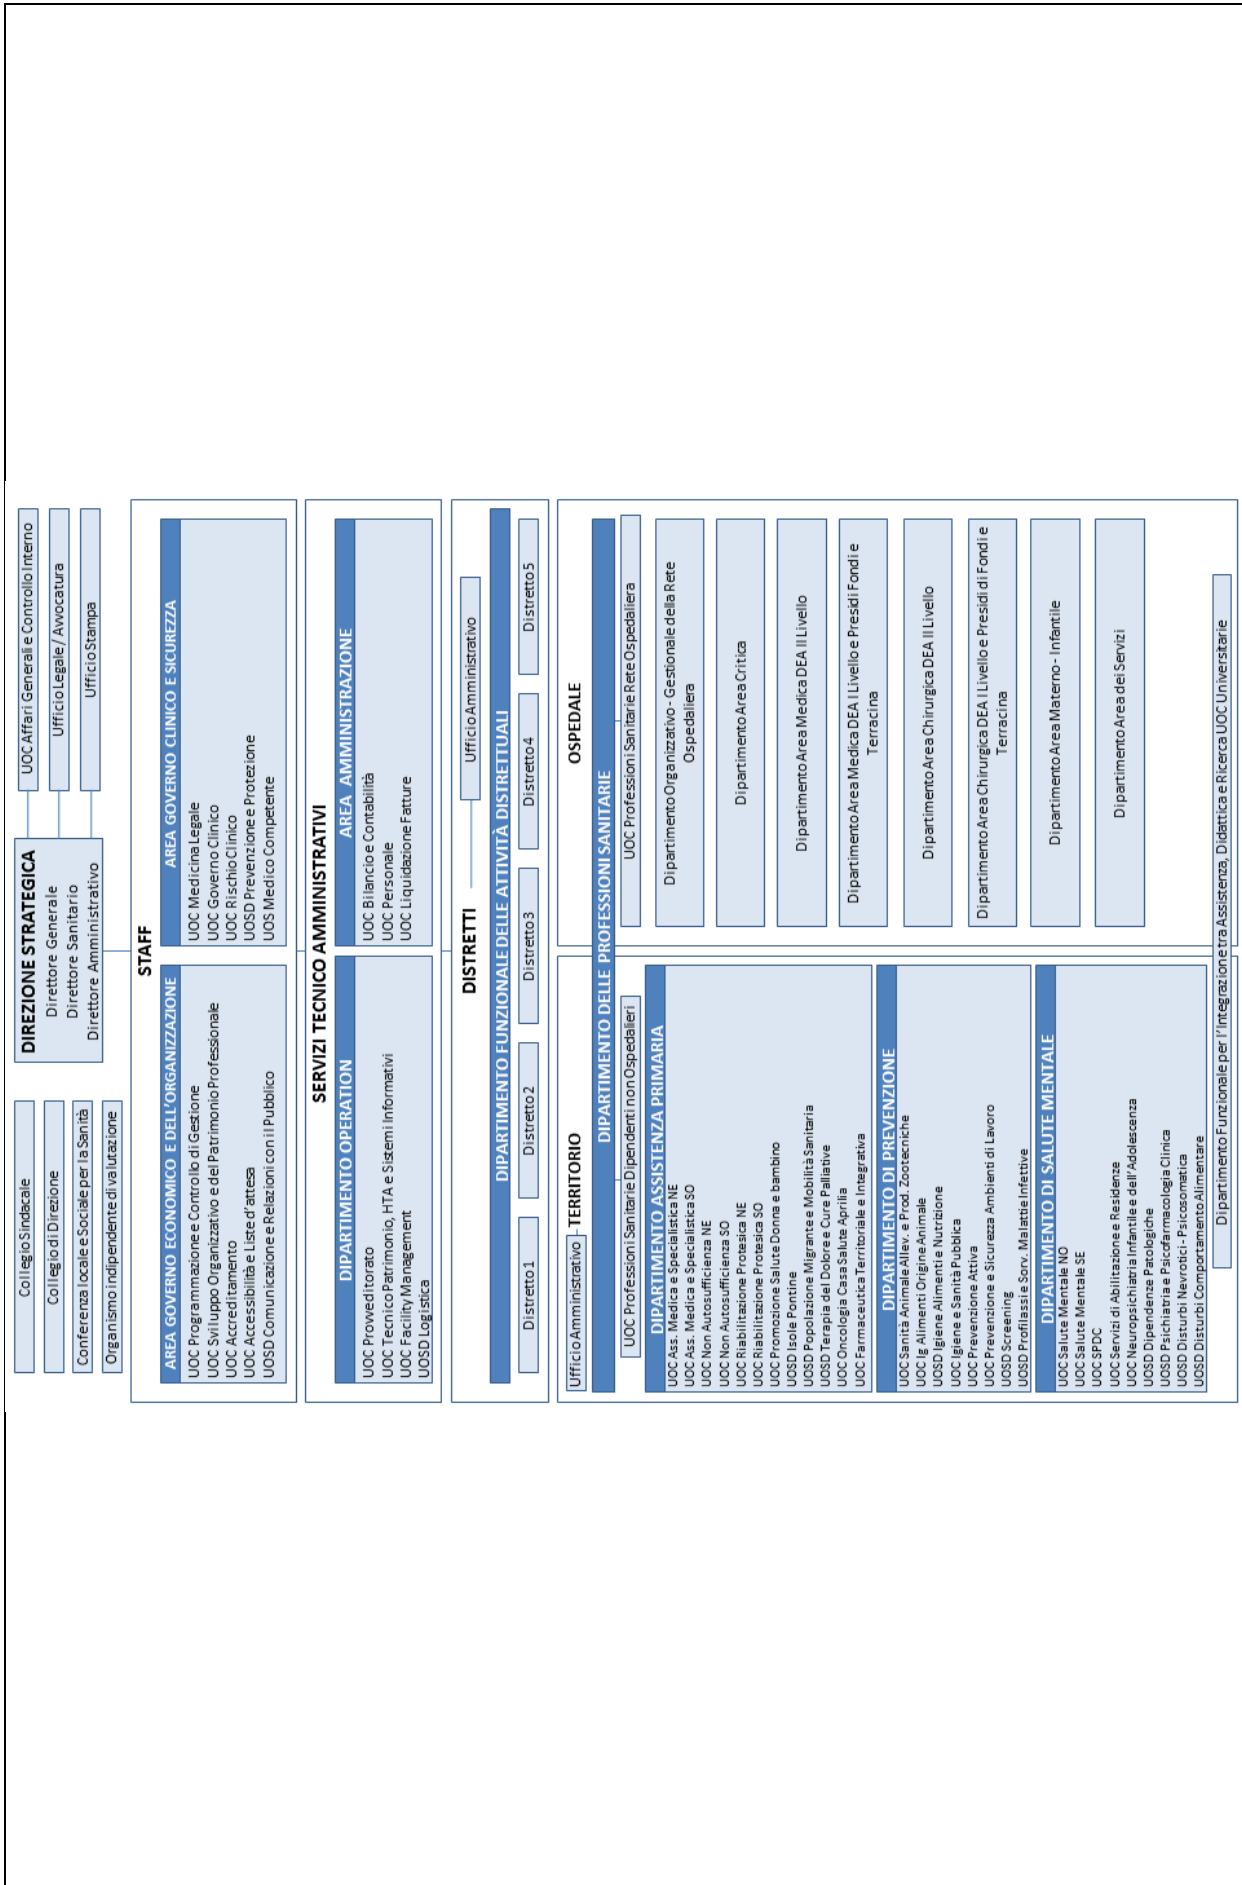 Collegio Sindacale
Collegio di Direzione
Conferenza locale e Sociale per la Sanità
Organismo indipendente di valutazione
DIREZIONE STRATEGICA
Direttore Generale
Direttore Sanitario
Direttore Amministrativo
UOC Affari Generali e Controllo Interno
Ufficio Legale / Avvocatura
Ufficio Stampa
STAFF
AREA GOVERNO ECONOMICO E DELL'ORGANIZZAZIONE
UOC Programmazione e Controllo di Gestione
UOC Sviluppo Organizzativo e del Patrimonio Professionale
UOC Accreditamento
UOC Accessibilità e Liste d'attesa
UOSD Comunicazione e Relazioni con il Pubblico
AREA GOVERNO CLINICO E SICUREZZA
UOC Medicina Legale
UOC Governo Clinico
UOC Rischio Clinico
UOSD Prevenzione e Protezione
UOS Medico Competente
SERVIZI TECNICO AMMINISTRATIVI
DIPARTIMENTO OPERATION
UOC Provveditorato
UOC Tecnico Patrimonio, HTA e Sistemi Informativi
UOC Facility Management
UOSD Logistica
AREA AMMINISTRAZIONE
UOC Bilancio e Contabilità
UOC Personale
UOC Liquidazione Fatture
DISTRETTI
Ufficio Amministrativo
DIPARTIMENTO FUNZIONALE DELLE ATTIVITÀ DISTRETTUALI
Distretto 1
Distretto 2
Distretto 3
Distretto 4
Distretto 5
Ufficio Amministrativo
TERRITORIO
OSPEDALE
DIPARTIMENTO DELLE PROFESSIONI SANITARIE
UOC Professioni Sanitarie Dipendenti non Ospedalieri
UOC Professioni Sanitarie Rete Ospedaliera
DIPARTIMENTO ASSISTENZA PRIMARIA
UOC Ass. Medica e Specialistica NE
UOC Ass. Medica e Specialistica SO
UOC Non Autosufficienza NE
UOC Non Autosufficienza SO
UOC Riabilitazione Protesica NE
UOC Riabilitazione Protesica SO
UOC Promozione Salute Donna e bambino
UOSD Isole Pontine
UOSD Popolazione Migrante e Mobilità Sanitaria
UOSD Terapia del Dolore e Cure Palliative
UOC Oncologia Casa Salute Aprilia
UOC Farmaceutica Territoriale e Integrativa
DIPARTIMENTO DI PREVENZIONE
UOC Sanità Animale Allev. e Prod. Zootecniche
UOC Ig Alimenti Origine Animale
UOSD Igiene Alimenti e Nutrizione
UOC Igiene e Sanità Pubblica
UOC Prevenzione Attiva
UOC Prevenzione e Sicurezza Ambienti di Lavoro
UOSD Screening
UOSD Profilassi e Sorv. Malattie Infettive
DIPARTIMENTO DI SALUTE MENTALE
UOC Salute Mentale NO
UOC Salute Mentale SE
UOC SPDC
UOC Servizi di Abilitazione e Residenze
UOC Neuropsichiatria Infantile e dell'Adolescenza
UOSD Dipendenze Patologiche
UOSD Psichiatria e Psicofarmacologia Clinica
UOSD Disturbi Nevrotici - Psicosomatica
UOSD Disturbi Comportamento Alimentare
Dipartimento Organizzativo - Gestionale della Rete
Ospedaliera
Dipartimento Area Critica
Dipartimento Area Medica DEA II Livello
Dipartimento Area Medica DEA I Livello e Presidi Fondi e
Terracina
Dipartimento Area Chirurgica DEA II Livello
Dipartimento Area Chirurgica DEA I Livello e Presidi di Fondi e
Terracina
Dipartimento Area Materno - Infantile
Dipartimento Area dei Servizi
Dipartimento Funzionale per l'Integrazione tra Assistenza, Didattica e Ricerca UOC Universitarie